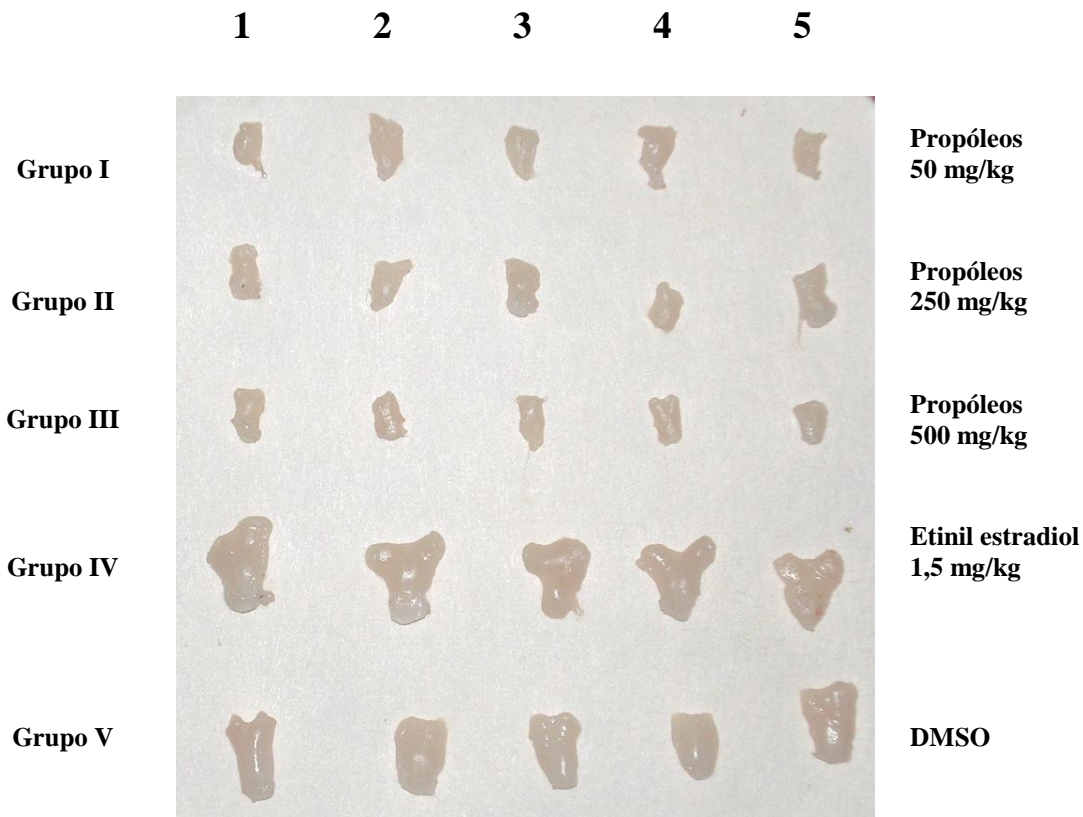 1 2 3 4 5
Grupo I
Propóleos
50 mg/kg
Grupo II
Propóleos
250 mg/kg
Grupo III
Propóleos
500 mg/kg
Grupo IV
Etinil estradiol
1,5 mg/kg
Grupo V
DMSO